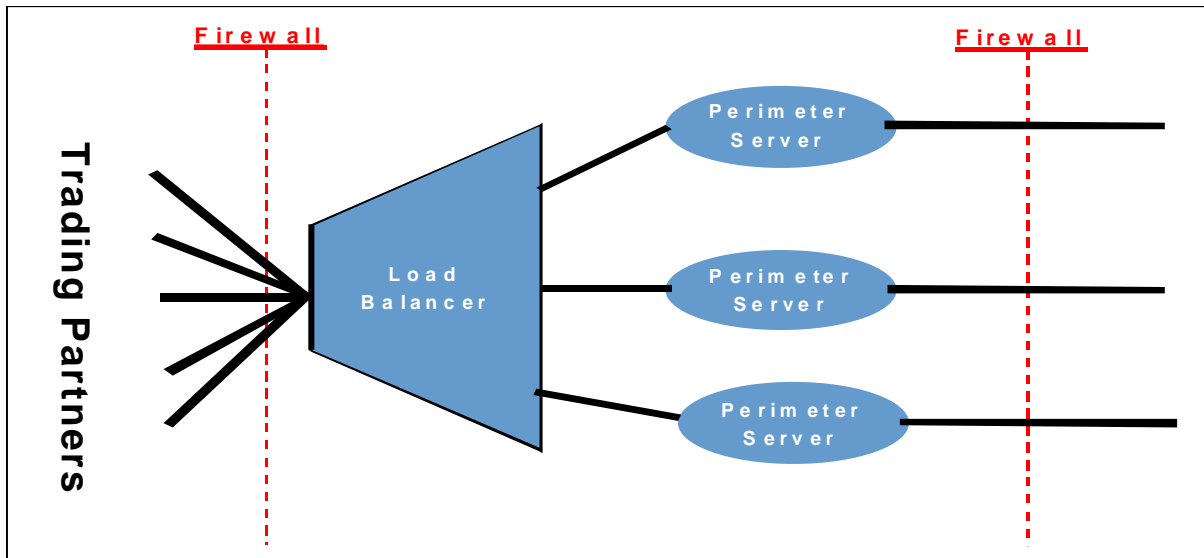 Firewall
Firewall
Trading Partners
Load
Balancer
Perimeter
Server
Perimeter
Server
Perimeter
Server